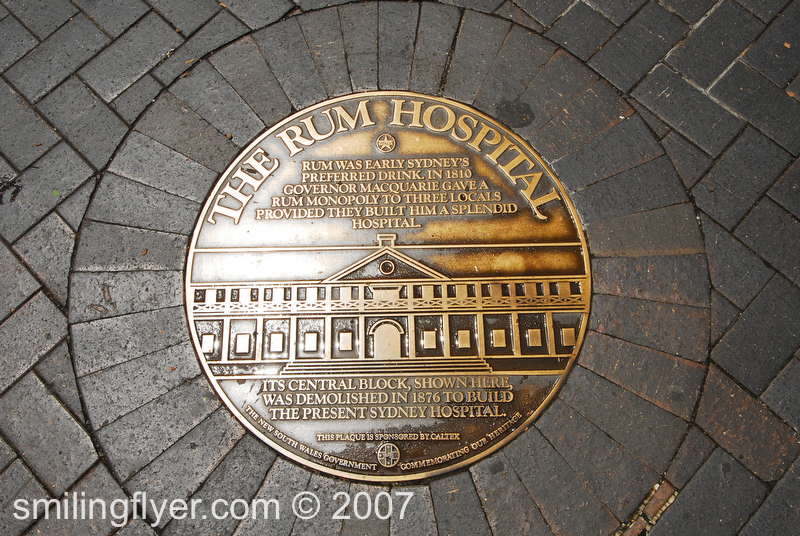 THE RUM HOSPITAL
RUM WAS EARLY SYDNEY'S
PREFERRED DRINK. IN 1810
GOVERNOR MACQUARIE GAVE A
RUM MONOPOLY TO THREE LOCALS
PROVIDED THEY BUILT HIM A SPLENDID
HOSPITAL.
ITS CENTRAL BLOCK, SHOWN HERE,
WAS DEMOLISHED IN 1876 TO BUILD
THE PRESENT SYDNEY HOSPITAL.
THIS PLAQUE IS SPONSORED BY CALTEX
THE NEW SOUTH WALES GOVERNMENT COMMEMORATING OUR HERITAGE
smilingflyer.com © 2007